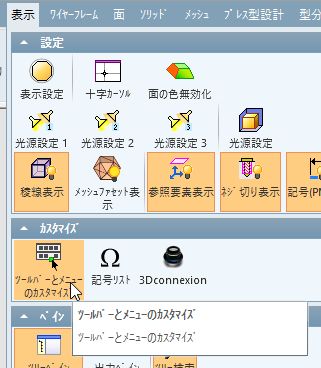 表示 ﾜｲﾔｰﾌﾚｰﾑ 面 ｿﾘｯﾄﾞ ﾒｯｼｭ ﾌﾟﾚｽ型設計 型分
設定
表示設定 十字ｶｰｿﾙ 面の色無効化
光源設定 1 光源設定 2 光源設定 3 光源設定
稜線表示 ﾒｯｼｭﾌｧｾｯﾄ表示 参照要素表示 ﾈｼﾞ切り表示 記号(PM
ｶｽﾀﾏｲｽﾞ
ﾂｰﾙﾊﾞｰとﾒﾆｭｰ
のｶｽﾀﾏｲｽﾞ 記号ﾘｽﾄ 3Dconnexion
ﾂｰﾙﾊﾞｰとﾒﾆｭｰのｶｽﾀﾏｲｽﾞ
ﾂｰﾙﾊﾞｰとﾒﾆｭｰのｶｽﾀﾏｲｽﾞ
ﾍﾟｲﾝ